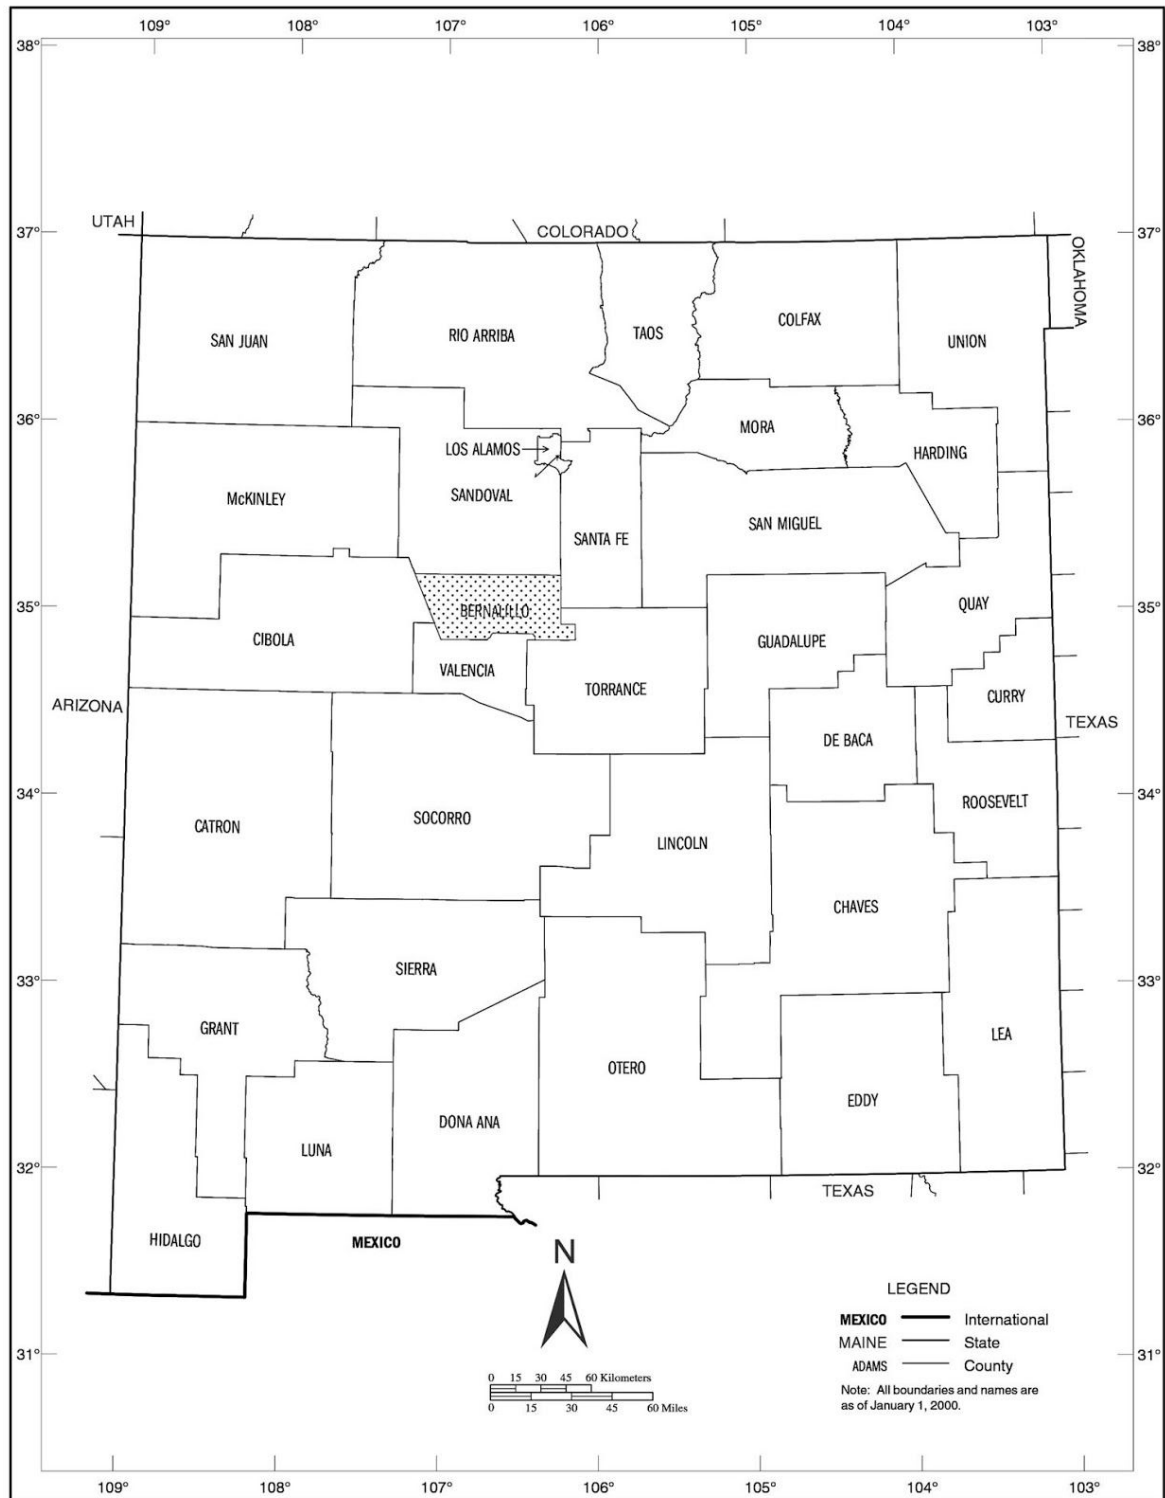 109° 108° 107° 106° 105° 104° 103°
38° 38°
UTAH
COLORADO
37° 37°
OKLAHOMA
SAN JUAN
RIO ARRIBA
TAOS
COLFAX
UNION
36° 36°
MORA
LOS ALAMOS
HARDING
McKINLEY
SANDOVAL
SANTA FE
SAN MIGUEL
35° 35°
BERNALILLO
QUAY
CIBOLA
GUADALUPE
VALENCIA
TORRANCE
CURRY
ARIZONA
TEXAS
DE BACA
34° 34°
ROOSEVELT
CATRON
SOCORRO
LINCOLN
CHAVES
SIERRA
33° 33°
GRANT
LEA
OTERO
EDDY
DONA ANA
LUNA
32° 32°
TEXAS
HIDALGO
MEXICO
N
LEGEND
MEXICO International
MAINE State
ADAMS County
Note: All boundaries and names are
as of January 1, 2000.
31° 31°
0 15 30 45 60 Kilometers
0 15 30 45 60 Miles
109° 108° 107° 106° 105° 104° 103°